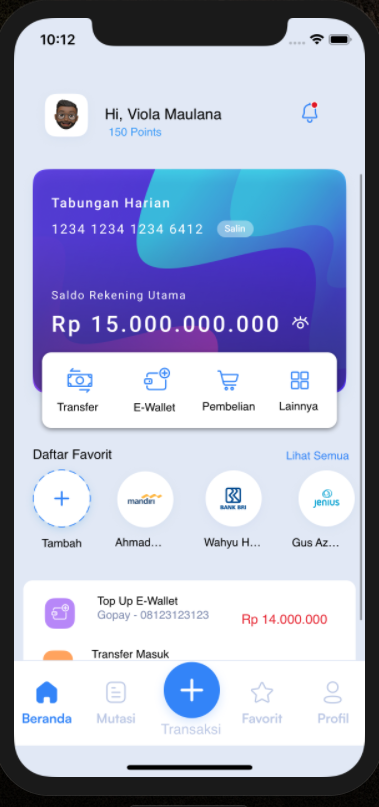 10:12
Hi, Viola Maulana
150 Points
Tabungan Harian
1234 1234 1234 6412 Salin
Saldo Rekening Utama
Rp 15.000.000.000
Transfer E-Wallet Pembelian Lainnya
Daftar Favorit Lihat Semua
mandiri BANK BRI jenius
Tambah Ahmad... Wahyu H... Gus Az...
Top Up E-Wallet
Gopay - 08123123123
Rp 14.000.000
Transfer Masuk
Beranda Mutasi Transaksi Favorit Profil